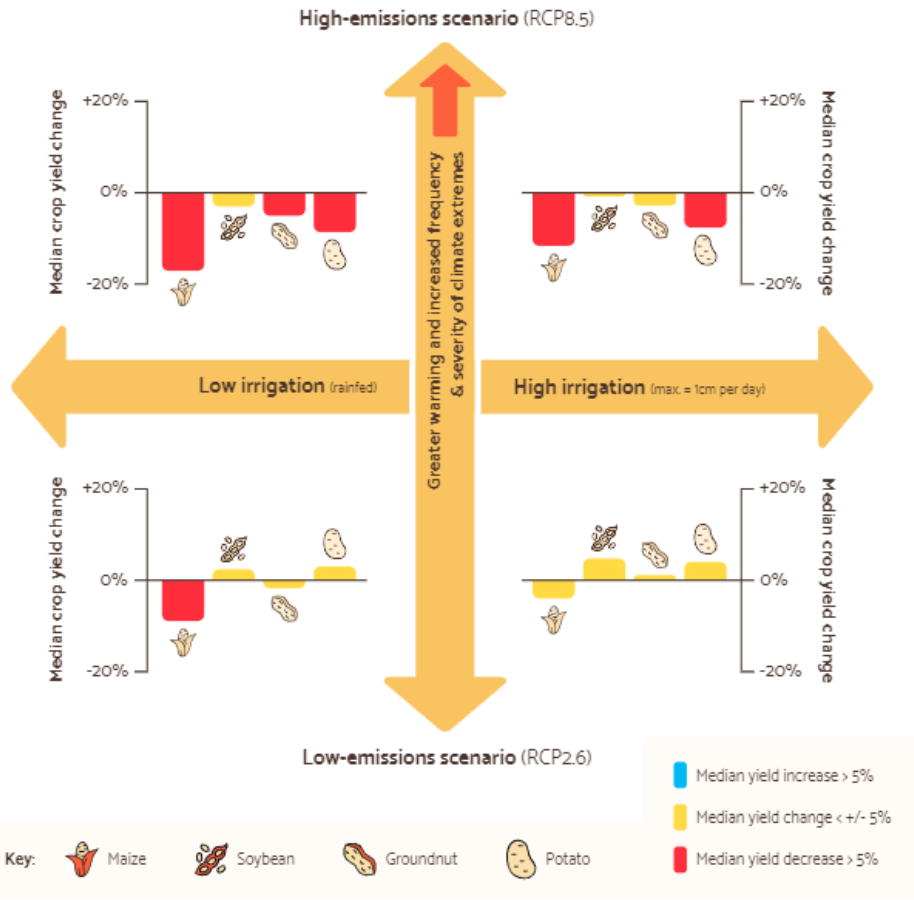 High-emissions scenario (RCP8.5)
Median crop yield change
+20%
0%
-20%
+20%
0%
-20%
Median crop yield change
Greater warming and increased frequency
& severity of climate extremes
Low irrigation (rainfed)
High irrigation (max. = 1cm per day)
Median crop yield change
+20%
0%
-20%
+20%
0%
-20%
Median crop yield change
Low-emissions scenario (RCP2.6)
Median yield increase > 5%
Median yield change < +/- 5%
Median yield decrease > 5%
Key: Maize Soybean Groundnut Potato